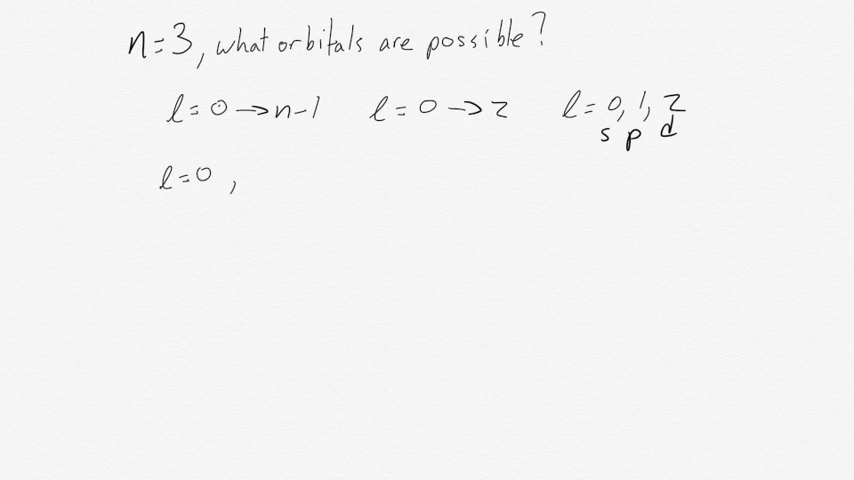 n=3, what orbitals are possible?
l=0→n-1 l=0→2 l=0,1,2
s p d
l=0,